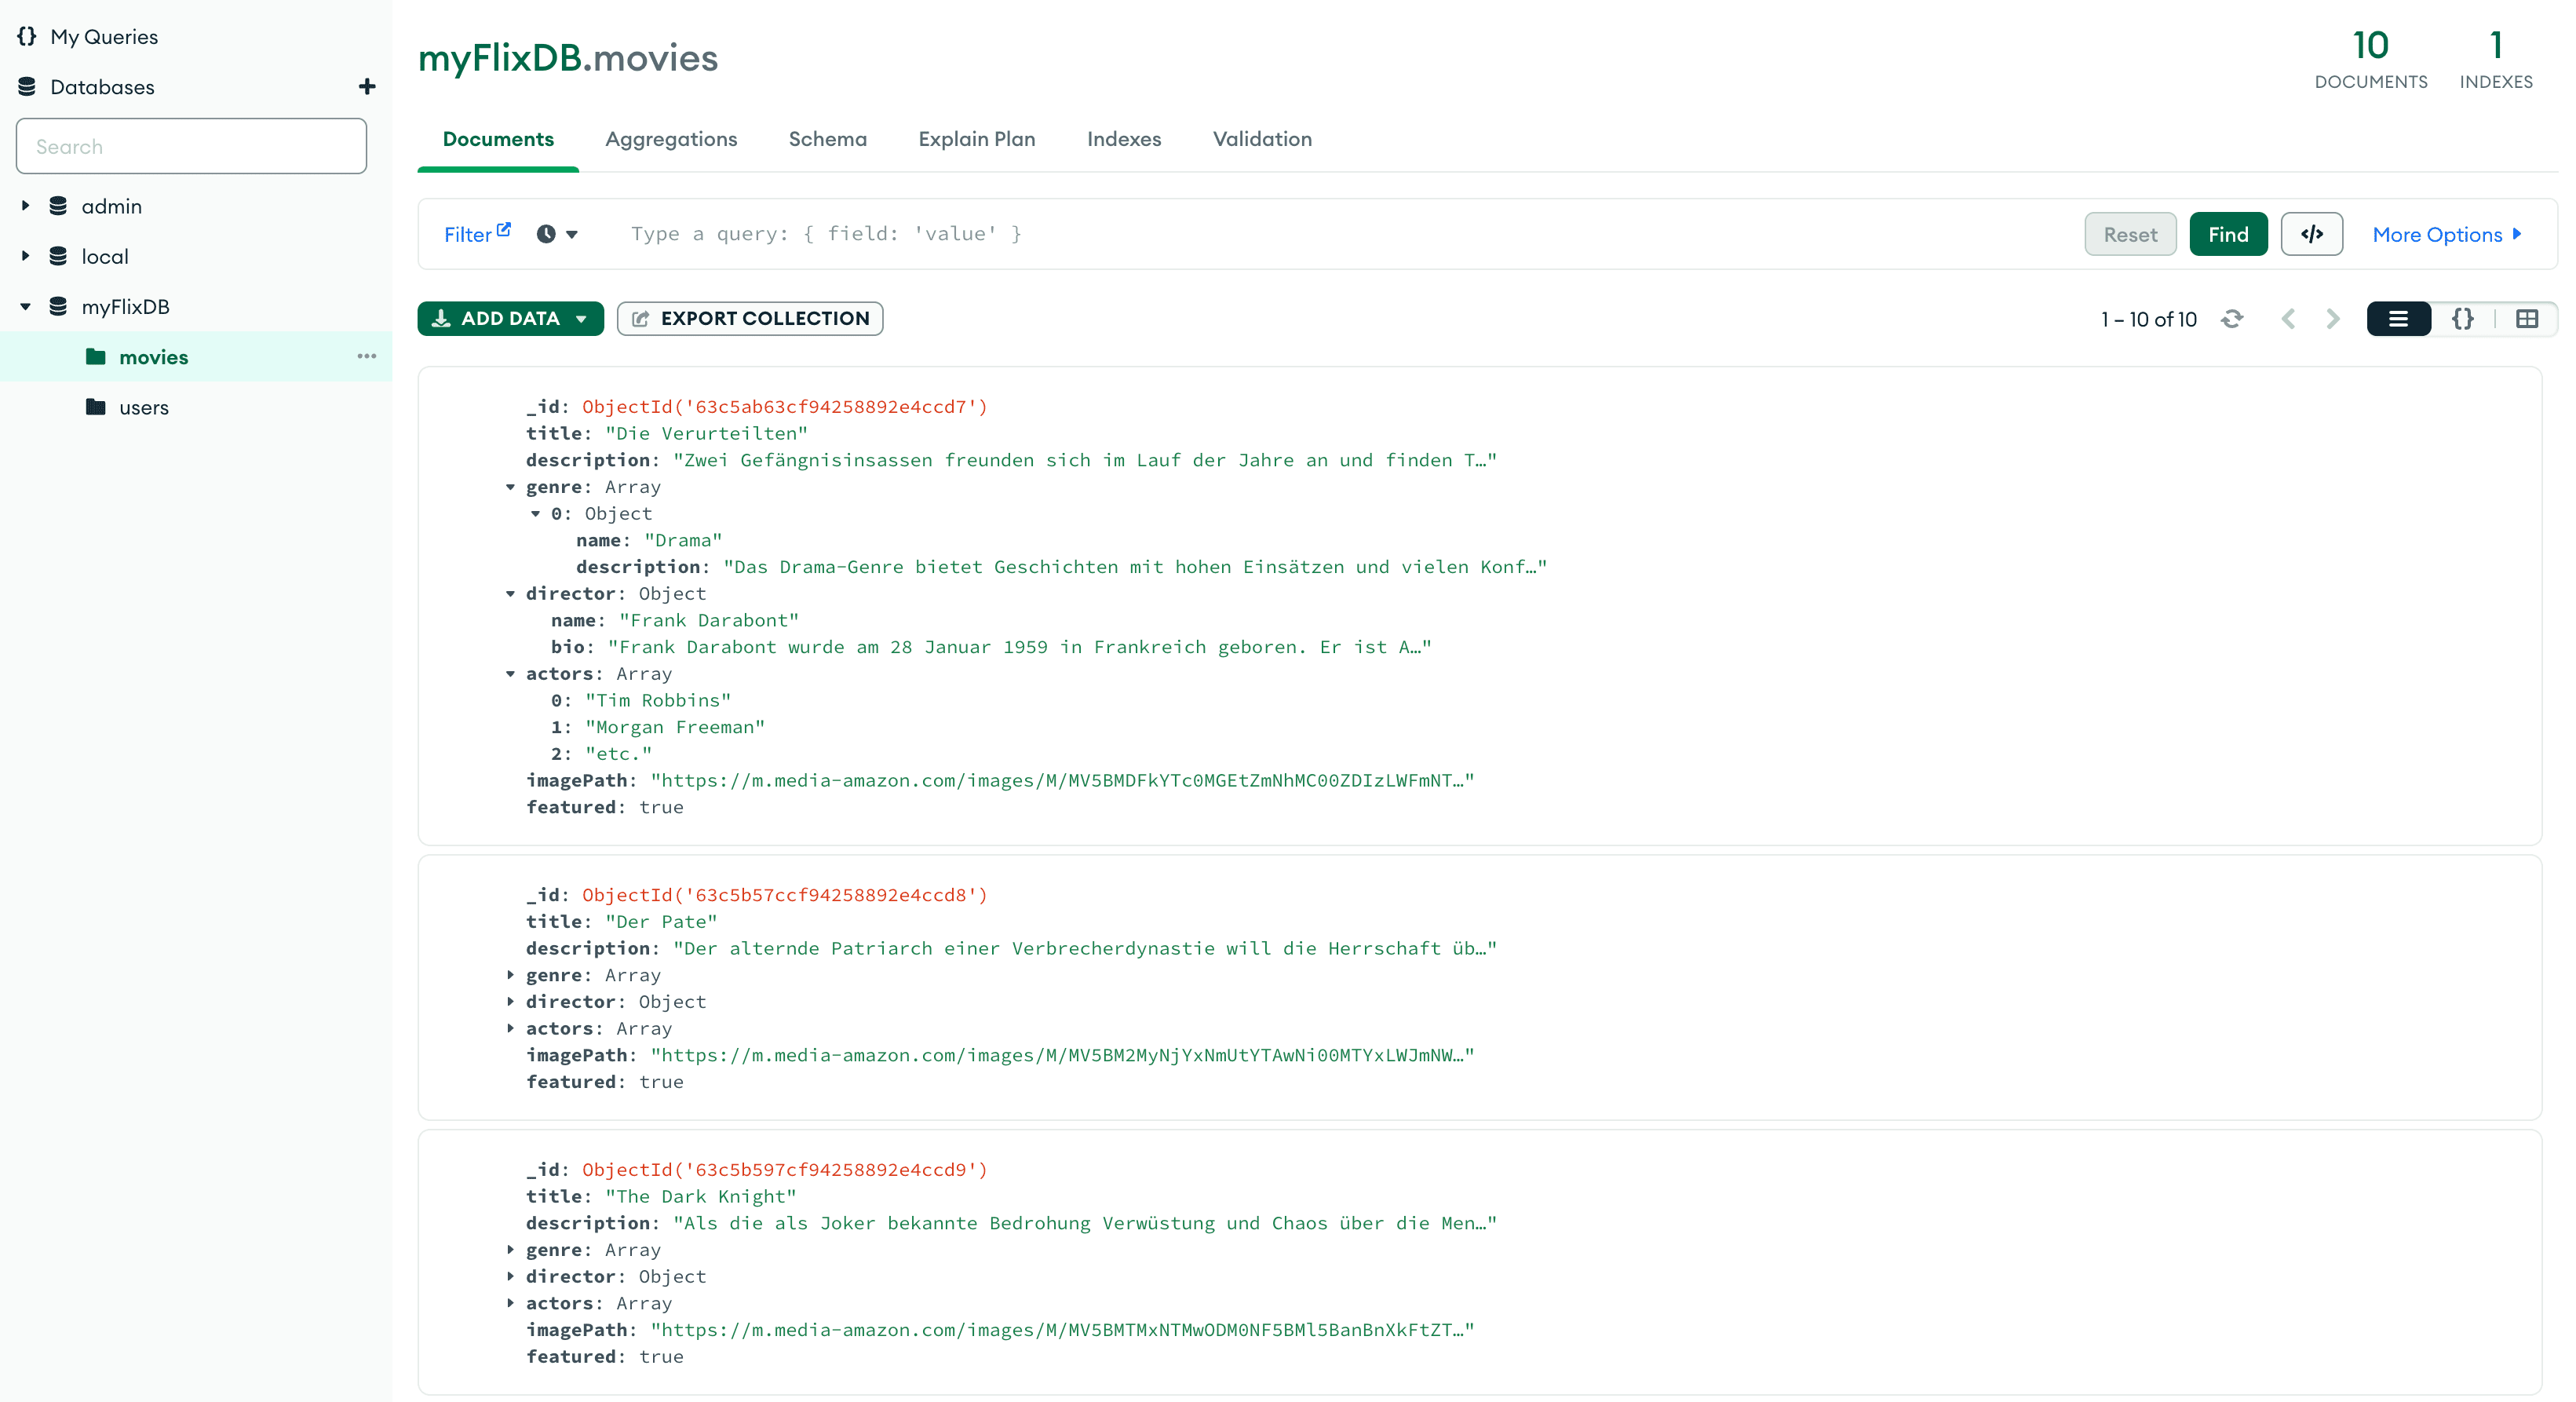 My Queries
Databases
Search
admin
local
myFlixDB
movies
users
myFlixDB.movies
10
DOCUMENTS
1
INDEXES
Documents Aggregations Schema Explain Plan Indexes Validation
Filter Type a query: { field: 'value' } Reset Find </> More Options
ADD DATA EXPORT COLLECTION 1 – 10 of 10 {}
_id: ObjectId('63c5ab63cf94258892e4ccd7')
title: "Die Verurteilten"
description: "Zwei Gefängnisinsassen freunden sich im Lauf der Jahre an und finden T…"
genre: Array
0: Object
name: "Drama"
description: "Das Drama-Genre bietet Geschichten mit hohen Einsätzen und vielen Konf…"
director: Object
name: "Frank Darabont"
bio: "Frank Darabont wurde am 28 Januar 1959 in Frankreich geboren. Er ist A…"
actors: Array
0: "Tim Robbins"
1: "Morgan Freeman"
2: "etc."
imagePath: "https://m.media-amazon.com/images/M/MV5BMDFkYTc0MGEtZmNhMC00ZDIzLWFmNT…"
featured: true
_id: ObjectId('63c5b57ccf94258892e4ccd8')
title: "Der Pate"
description: "Der alternde Patriarch einer Verbrecherdynastie will die Herrschaft üb…"
genre: Array
director: Object
actors: Array
imagePath: "https://m.media-amazon.com/images/M/MV5BM2MyNjYxNmUtYTAwNi00MTYxLWJmNW…"
featured: true
_id: ObjectId('63c5b597cf94258892e4ccd9')
title: "The Dark Knight"
description: "Als die als Joker bekannte Bedrohung Verwüstung und Chaos über die Men…"
genre: Array
director: Object
actors: Array
imagePath: "https://m.media-amazon.com/images/M/MV5BMTMxNTMwODM0NF5BMl5BanBnXkFtZT…"
featured: true